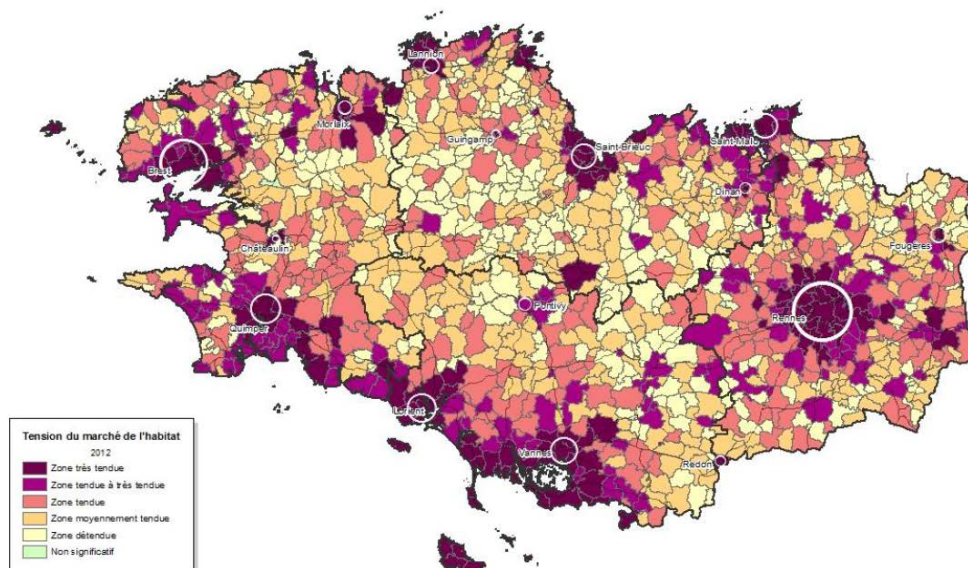 Lannion
Morlaix
Guingamp
Saint-Brieuc
Saint-Malo
Brest
Dinan
Châteaulin
Fougères
Pontivy
Rennes
Quimper
Lorient
Vannes
Redon
Tension du marché de l'habitat
2012
Zone très tendue
Zone tendue à très tendue
Zone tendue
Zone moyennement tendue
Zone détendue
Non significatif